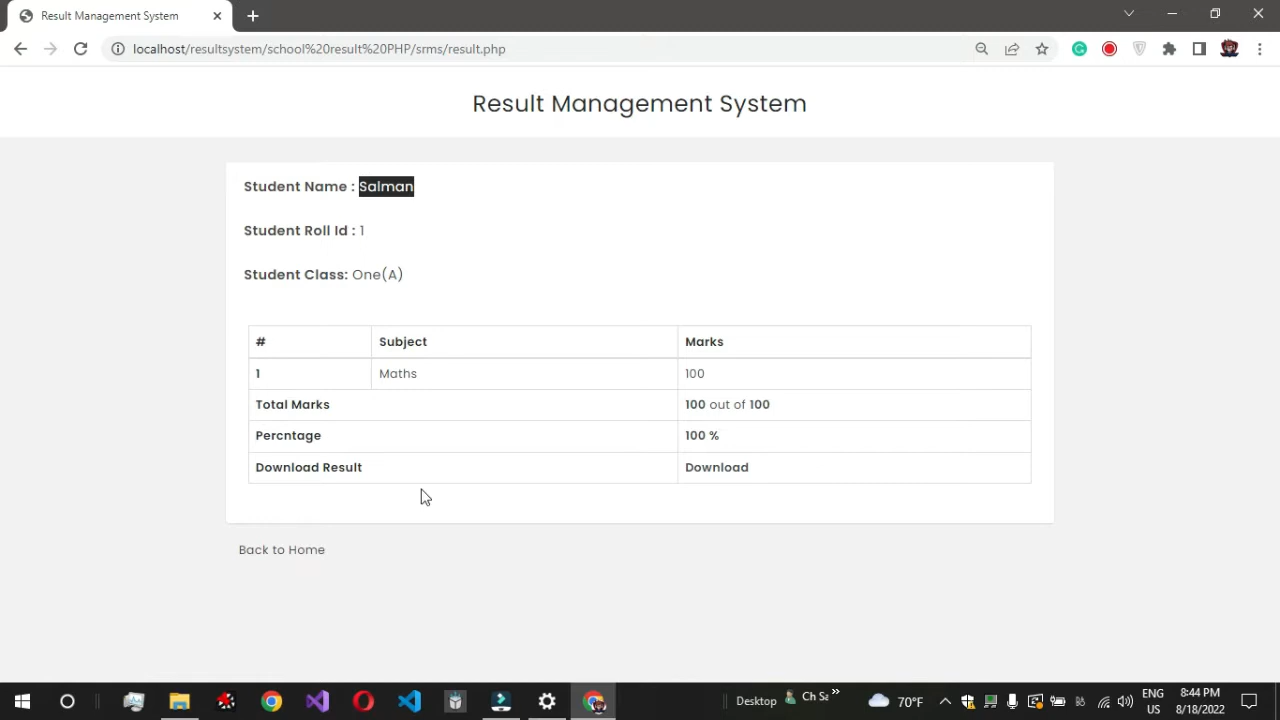 Result Management System
localhost/resultsystem/school%20result%20PHP/srms/result.php
Result Management System
Student Name : Salman
Student Roll Id : 1
Student Class: One(A)
# Subject Marks
1 Maths 100
Total Marks 100 out of 100
Percntage 100 %
Download Result Download
Back to Home
Desktop Ch Sa
70°F
ENG
US
8:44 PM
8/18/2022